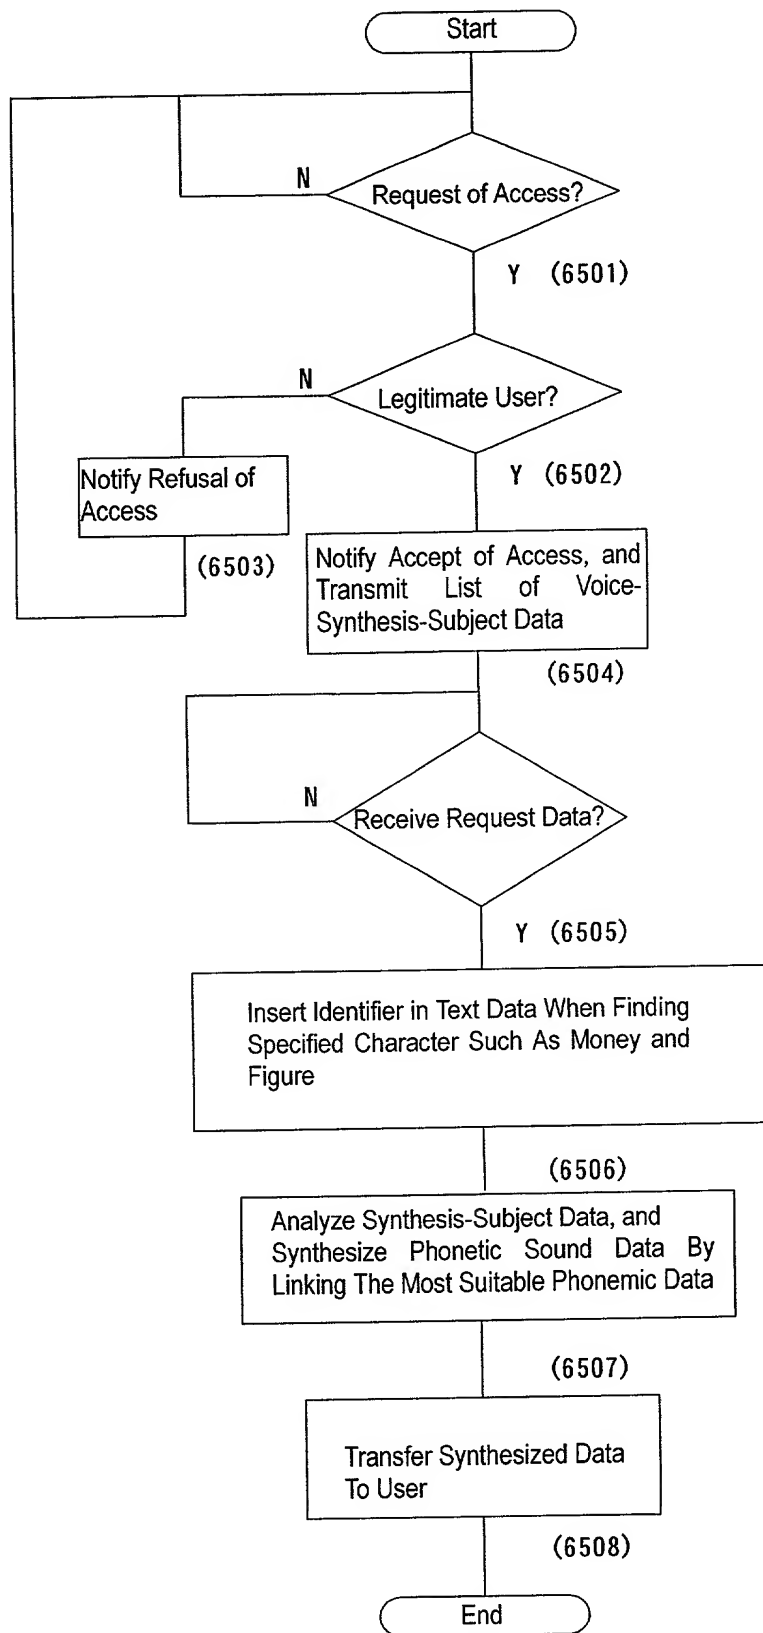 Start
N
Request of Access?
Y (6501)
N
Legitimate User?
Y (6502)
Notify Refusal of
Access
(6503)
Notify Accept of Access, and
Transmit List of Voice-
Synthesis-Subject Data
(6504)
N
Receive Request Data?
Y (6505)
Insert Identifier in Text Data When Finding
Specified Character Such As Money and
Figure
(6506)
Analyze Synthesis-Subject Data, and
Synthesize Phonetic Sound Data By
Linking The Most Suitable Phonemic Data
(6507)
Transfer Synthesized Data
To User
(6508)
End